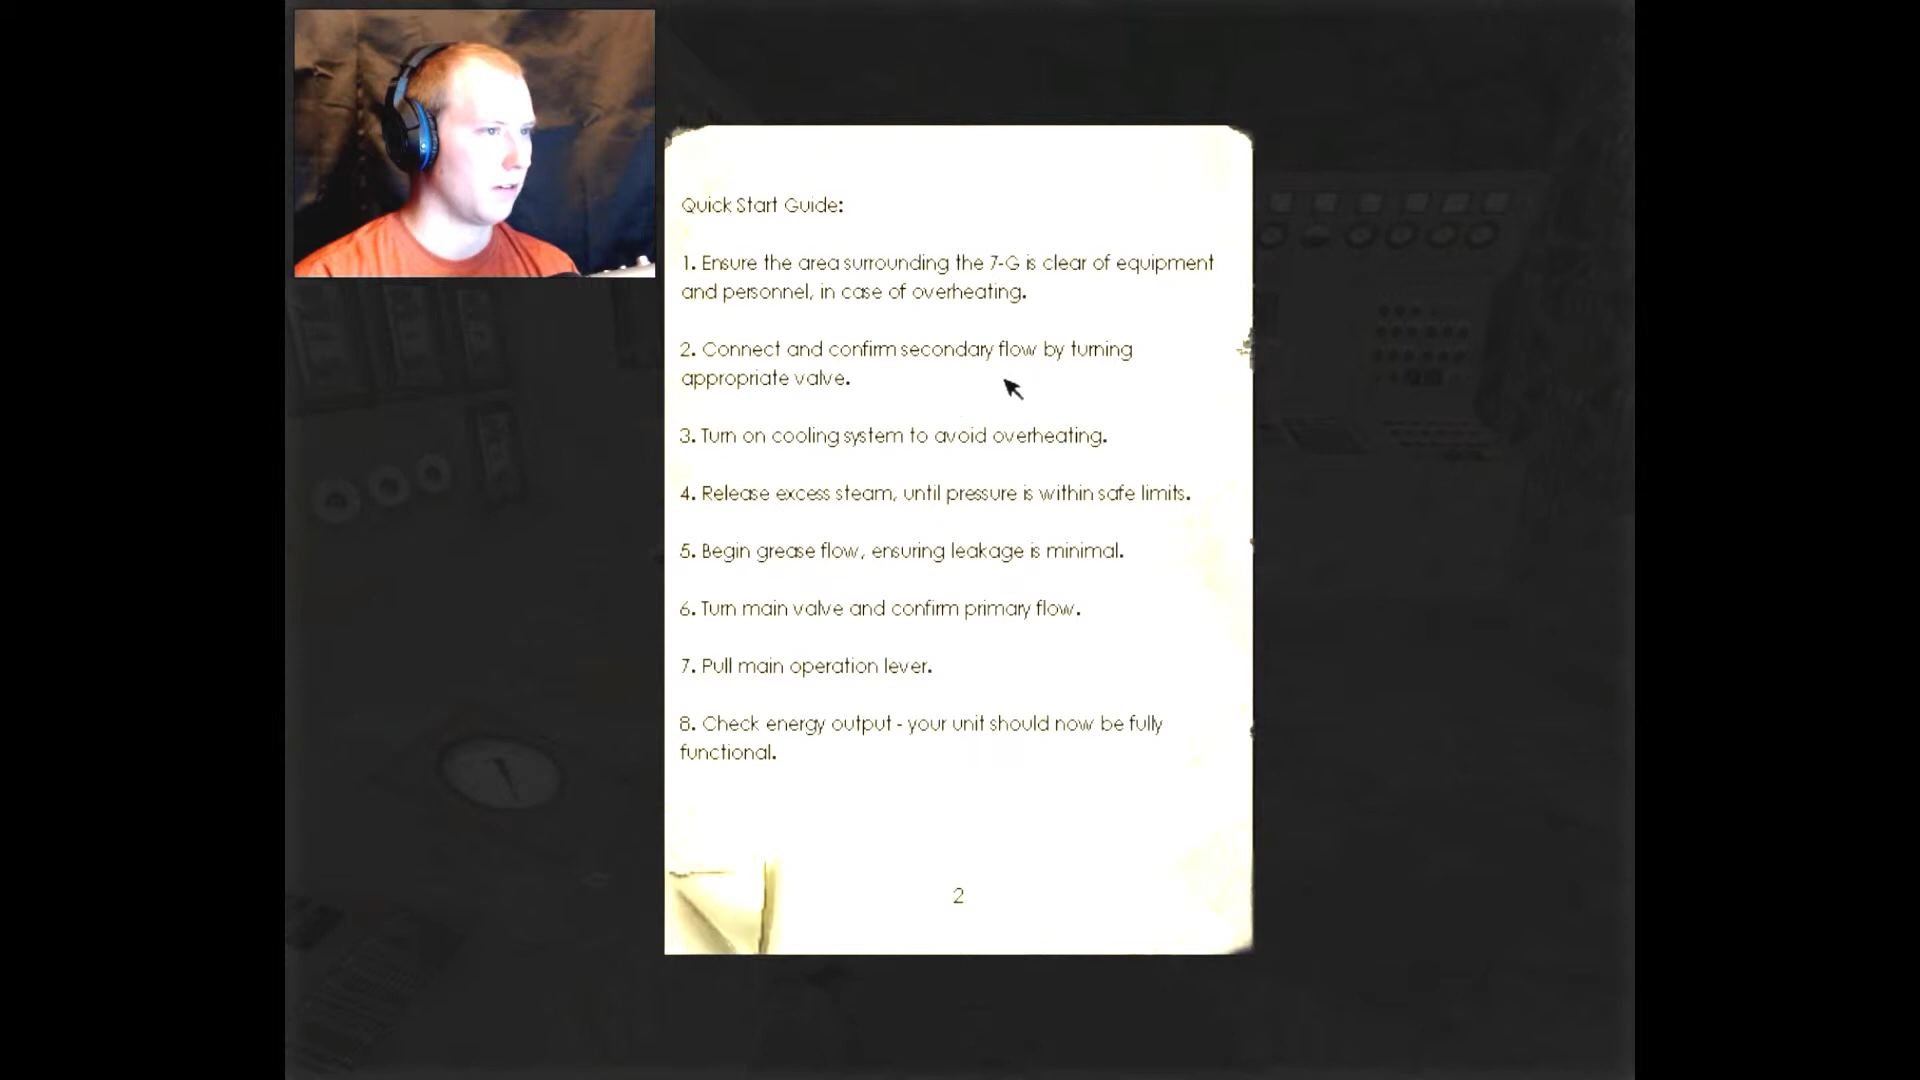 Quick Start Guide:
1. Ensure the area surrounding the 7-G is clear of equipment
and personnel, in case of overheating.
2. Connect and confirm secondary flow by turning
appropriate valve.
3. Turn on cooling system to avoid overheating.
4. Release excess steam, until pressure is within safe limits.
5. Begin grease flow, ensuring leakage is minimal.
6. Turn main valve and confirm primary flow.
7. Pull main operation lever.
8. Check energy output - your unit should now be fully
functional.
2